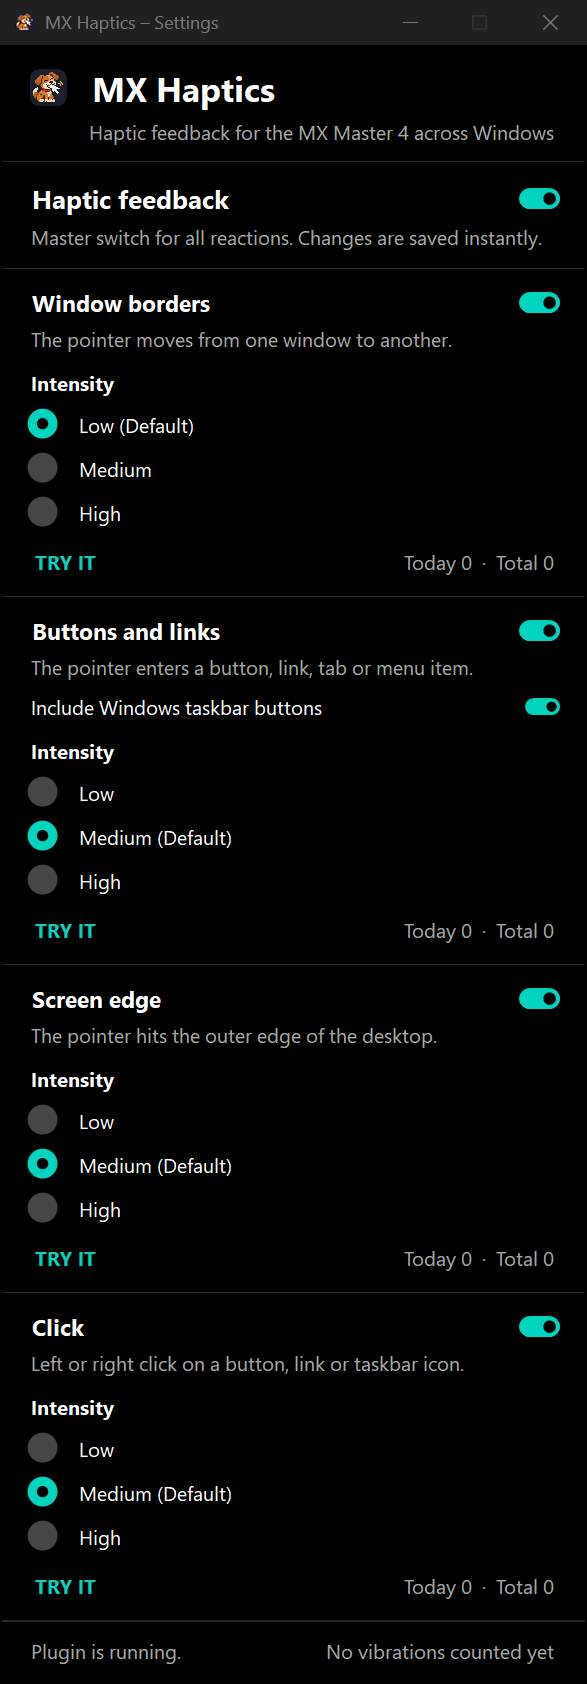 MX Haptics – Settings
MX Haptics
Haptic feedback for the MX Master 4 across Windows
Haptic feedback
Master switch for all reactions. Changes are saved instantly.
Window borders
The pointer moves from one window to another.
Intensity
Low (Default)
Medium
High
TRY IT Today 0 · Total 0
Buttons and links
The pointer enters a button, link, tab or menu item.
Include Windows taskbar buttons
Intensity
Low
Medium (Default)
High
TRY IT Today 0 · Total 0
Screen edge
The pointer hits the outer edge of the desktop.
Intensity
Low
Medium (Default)
High
TRY IT Today 0 · Total 0
Click
Left or right click on a button, link or taskbar icon.
Intensity
Low
Medium (Default)
High
TRY IT Today 0 · Total 0
Plugin is running. No vibrations counted yet